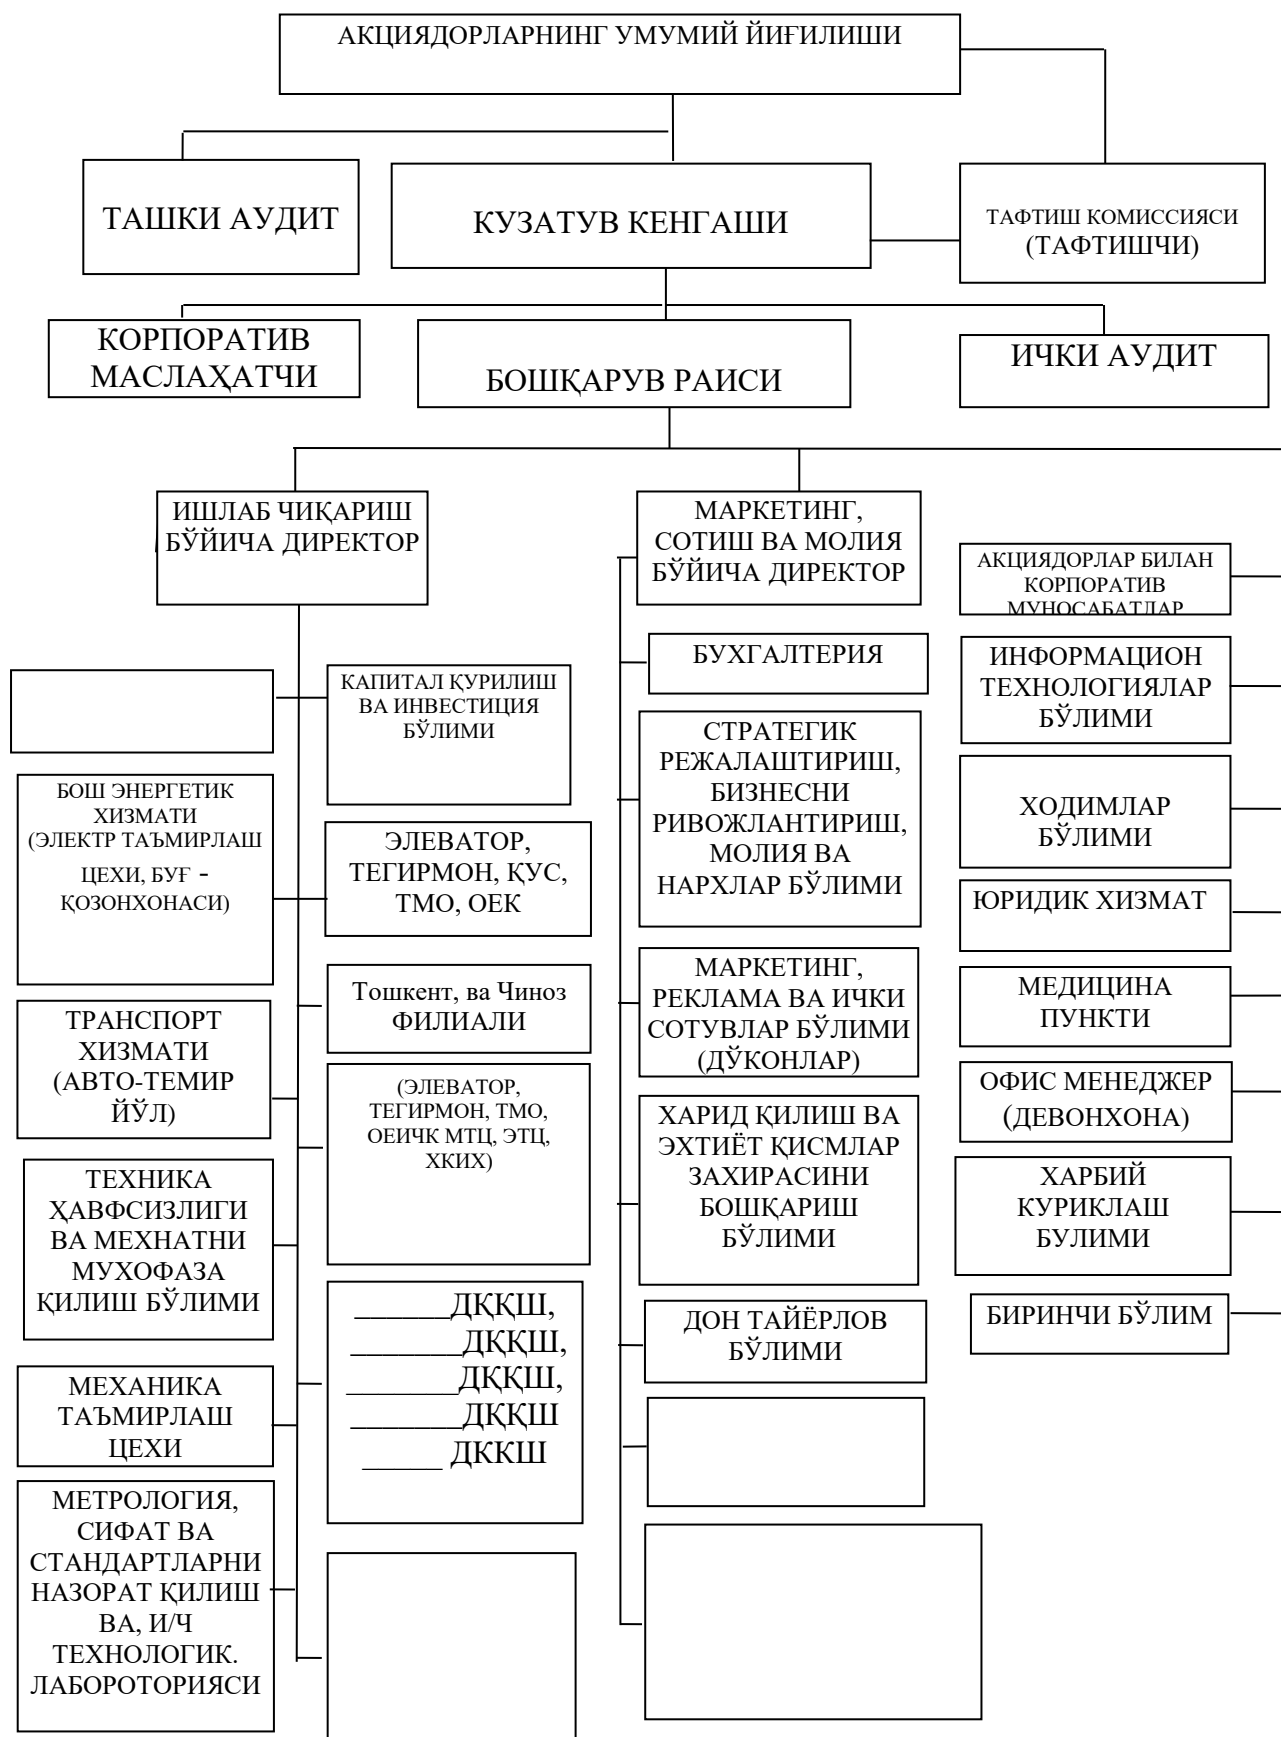 АКЦИЯДОРЛАРНИНГ УМУМИЙ ЙИҒИЛИШИ
ТАШКИ АУДИТ
КУЗАТУВ КЕНГАШИ
ТАФТИШ КОМИССИЯСИ
(ТАФТИШЧИ)
КОРПОРАТИВ
МАСЛАҲАТЧИ
БОШҚАРУВ РАИСИ
ИЧКИ АУДИТ
ИШЛАБ ЧИҚАРИШ
БЎЙИЧА ДИРЕКТОР
МАРКЕТИНГ,
СОТИШ ВА МОЛИЯ
БЎЙИЧА ДИРЕКТОР
АКЦИЯДОРЛАР БИЛАН
КОРПОРАТИВ
МУНОСАБАТЛАР
БОШ ЭНЕРГЕТИК
ХИЗМАТИ
(ЭЛЕКТР ТАЪМИРЛАШ
ЦЕХИ, БУҒ -
ҚОЗОНХОНАСИ)
ТРАНСПОРТ
ХИЗМАТИ
(АВТО-ТЕМИР
ЙЎЛ)
ТЕХНИКА
ҲАВФСИЗЛИГИ
ВА МЕХНАТНИ
МУХОФАЗА
ҚИЛИШ БЎЛИМИ
МЕХАНИКА
ТАЪМИРЛАШ
ЦЕХИ
МЕТРОЛОГИЯ,
СИФАТ ВА
СТАНДАРТЛАРНИ
НАЗОРАТ ҚИЛИШ
ВА, И/Ч
ТЕХНОЛОГИК.
ЛАБОРОТОРИЯСИ
КАПИТАЛ ҚУРИЛИШ
ВА ИНВЕСТИЦИЯ
БЎЛИМИ
ЭЛЕВАТОР,
ТЕГИРМОН, ҚУС,
ТМО, ОЕК
Тошкент, ва Чиноз
ФИЛИАЛИ
(ЭЛЕВАТОР,
ТЕГИРМОН, ТМО,
ОЕИЧК МТЦ, ЭТЦ,
ХКИХ)
______ДҚҚШ,
_______ДҚҚШ,
_______ДҚҚШ,
_______ДҚҚШ
_____ ДККШ
БУХГАЛТЕРИЯ
СТРАТЕГИК
РЕЖАЛАШТИРИШ,
БИЗНЕСНИ
РИВОЖЛАНТИРИШ,
МОЛИЯ ВА
НАРХЛАР БЎЛИМИ
МАРКЕТИНГ,
РЕКЛАМА ВА ИЧКИ
СОТУВЛАР БЎЛИМИ
(ДЎКОНЛАР)
ХАРИД ҚИЛИШ ВА
ЭХТИЁТ ҚИСМЛАР
ЗАХИРАСИНИ
БОШҚАРИШ
БЎЛИМИ
ДОН ТАЙЁРЛОВ
БЎЛИМИ
ИНФОРМАЦИОН
ТЕХНОЛОГИЯЛАР
БЎЛИМИ
ХОДИМЛАР
БЎЛИМИ
ЮРИДИК ХИЗМАТ
МЕДИЦИНА
ПУНКТИ
ОФИС МЕНЕДЖЕР
(ДЕВОНХОНА)
ХАРБИЙ
КУРИКЛАШ
БУЛИМИ
БИРИНЧИ БЎЛИМ